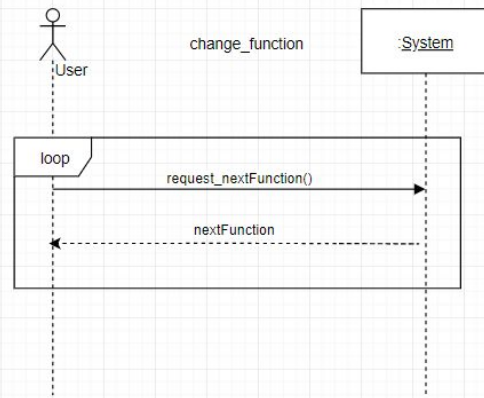 change_function
:System
User
loop
request_nextFunction()
nextFunction